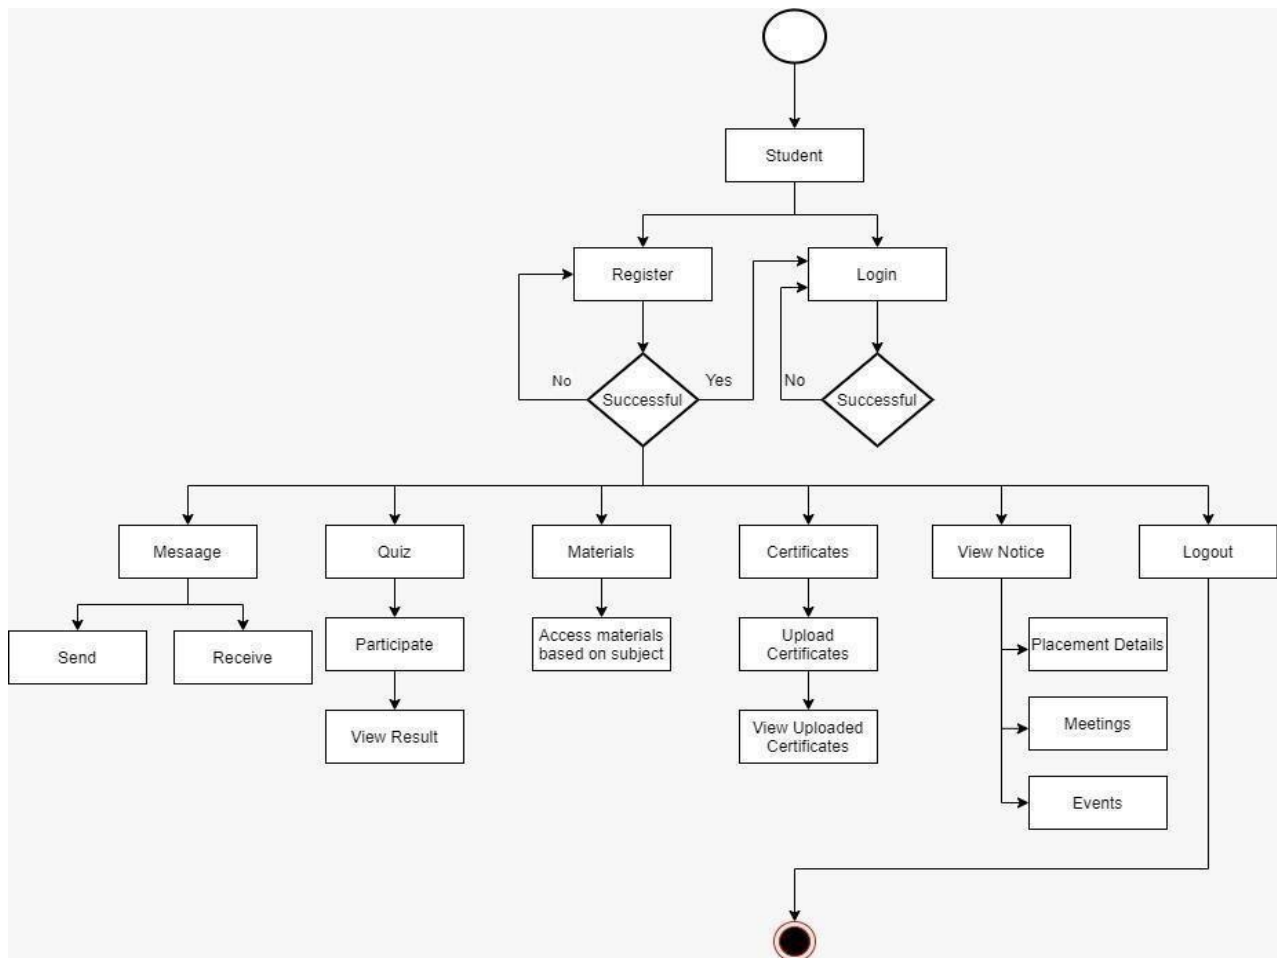 Student
Register
Login
No
Yes
No
Successful
Successful
Mesaage
Quiz
Materials
Certificates
View Notice
Logout
Send
Receive
Participate
Access materials
based on subject
Upload
Certificates
Placement Details
View Result
View Uploaded
Certificates
Meetings
Events